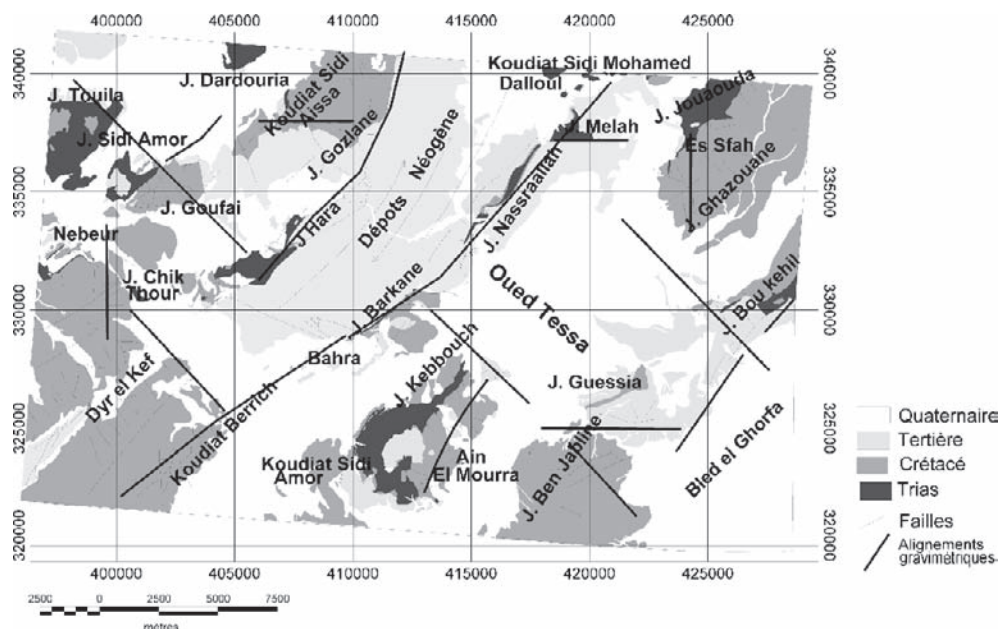 400000 405000 410000 415000 420000 425000
340000
335000
330000
325000
320000
J. Touila
J. Dardouria
Koudiat Sidi
Aissa
Koudiat Sidi Mohamed
Dalloul
J. Jouaouda
J. Sidi Amor
J. Gozlane
Néogène
J. Melah
Es Sfah
J. Goufai
J Hara
Dépots
J. Nassraallah
J. Ghazouane
Nebeur
J. Chik
Thour
J. Barkane
Oued Tessa
J. Bou kehil
Bahra
J. Kebbouch
J. Guessia
Dyr el Kef
Koudiat Berrich
Koudiat Sidi
Amor
Ain
El Mourra
J. Ben Jabline
Bled el Ghorfa
340000
335000
330000
325000
320000
400000 405000 410000 415000 420000 425000
Quaternaire
Tertière
Crétacé
Trias
Failles
Alignements
gravimétriques
2500 0 2500 5000 7500
mètres